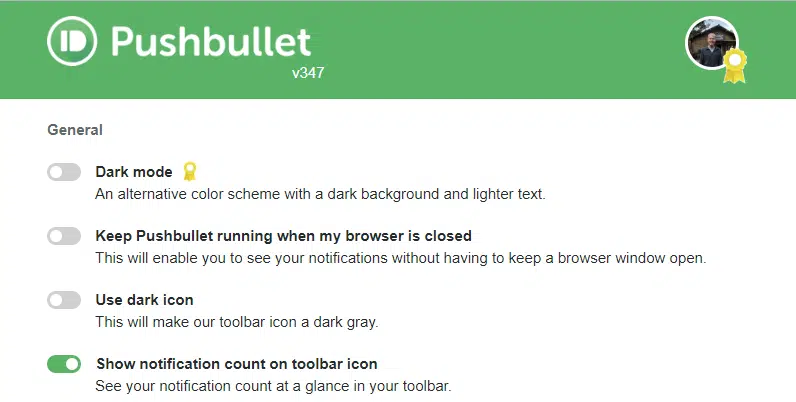 Pushbullet
v347
General
Dark mode
An alternative color scheme with a dark background and lighter text.
Keep Pushbullet running when my browser is closed
This will enable you to see your notifications without having to keep a browser window open.
Use dark icon
This will make our toolbar icon a dark gray.
Show notification count on toolbar icon
See your notification count at a glance in your toolbar.